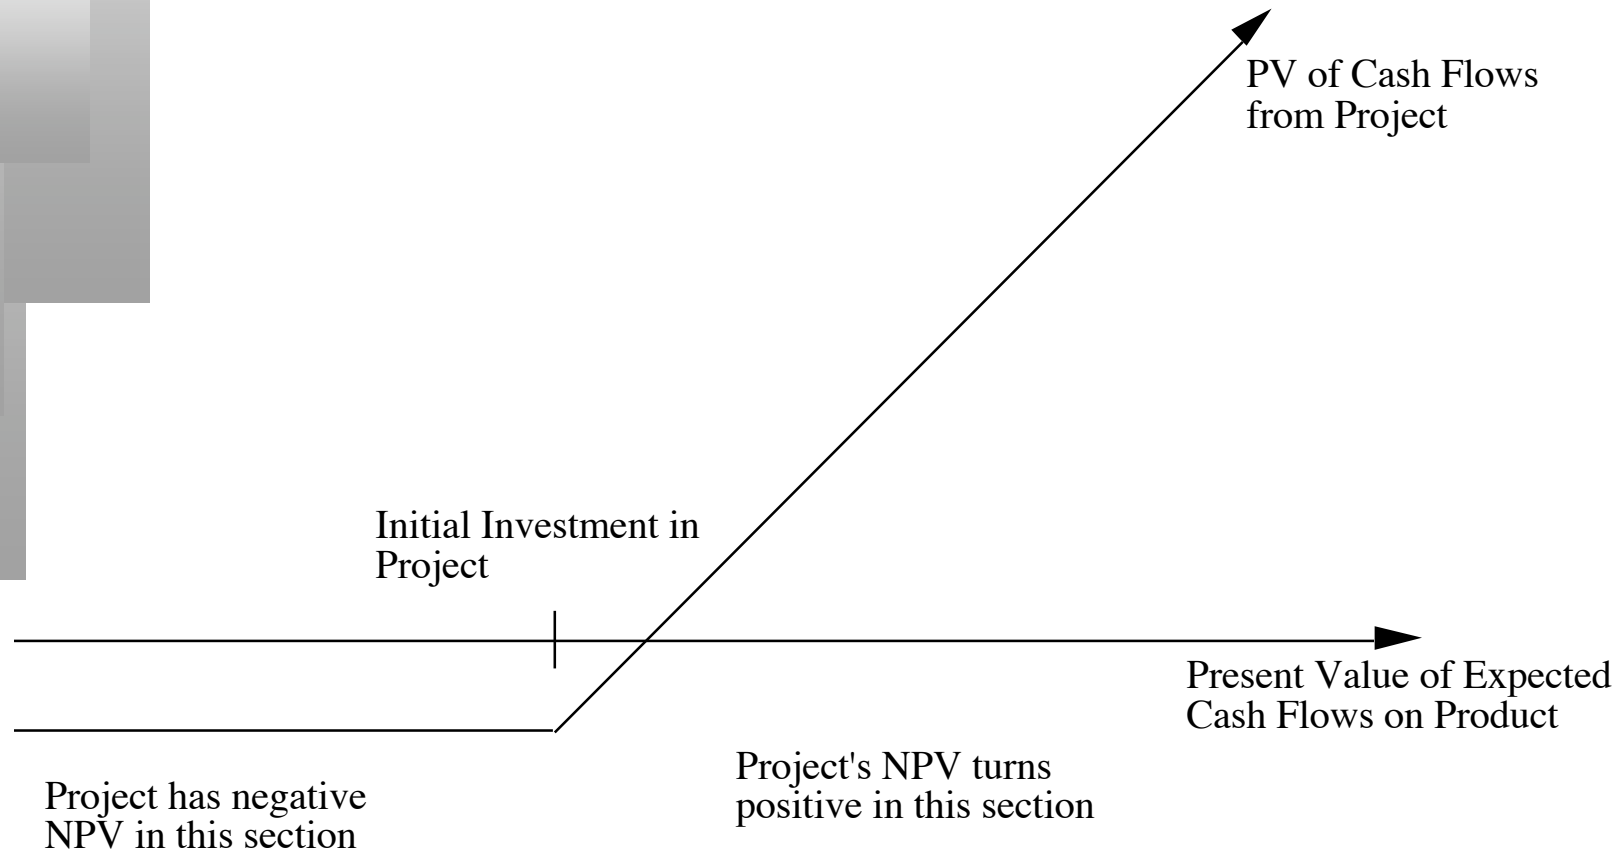 PV of Cash Flows
from Project
Initial Investment in
Project
Present Value of Expected
Cash Flows on Product
Project's NPV turns
positive in this section
Project has negative
NPV in this section